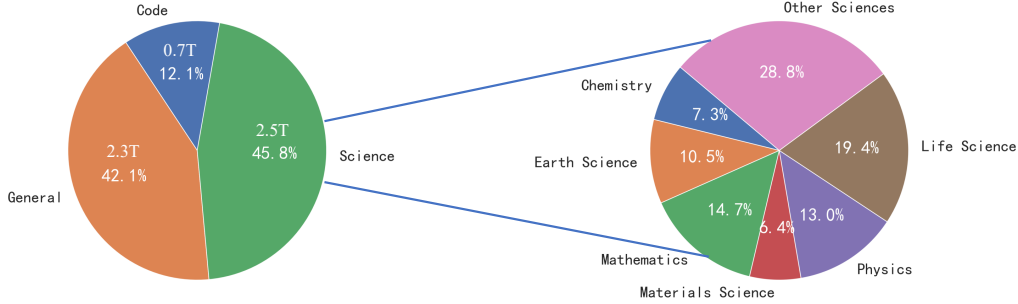 Code
0.7T
12.1%
2.5T
45.8%
Science
2.3T
42.1%
General
Other Sciences
28.8%
Chemistry
7.3%
Life Science
19.4%
Earth Science
10.5%
14.7%
Mathematics
6.4%
Materials Science
13.0%
Physics